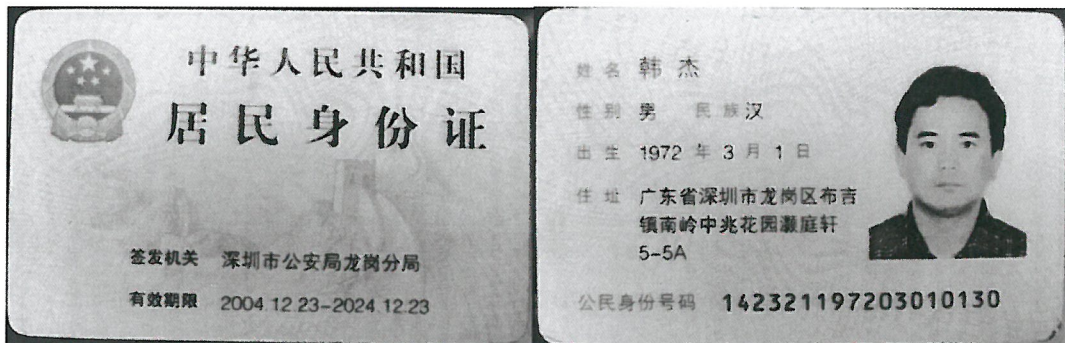 中华人民共和国
居民身份证
签发机关 深圳市公安局龙岗分局
有效期限 2004.12.23-2024.12.23
姓名 韩杰
性别 男 民族 汉
出生 1972 年 3 月 1 日
住址 广东省深圳市龙岗区布吉
镇南岭中兆花园灏庭轩
5-5A
公民身份号码 142321197203010130